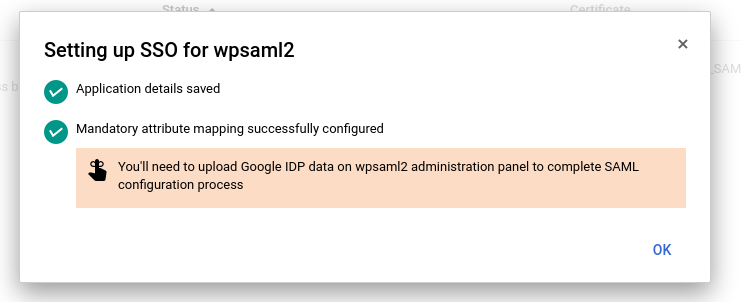 Status
Certificate
Setting up SSO for wpsaml2
_SAM
Application details saved
s b
Mandatory attribute mapping successfully configured
You'll need to upload Google IDP data on wpsaml2 administration panel to complete SAML
configuration process
OK